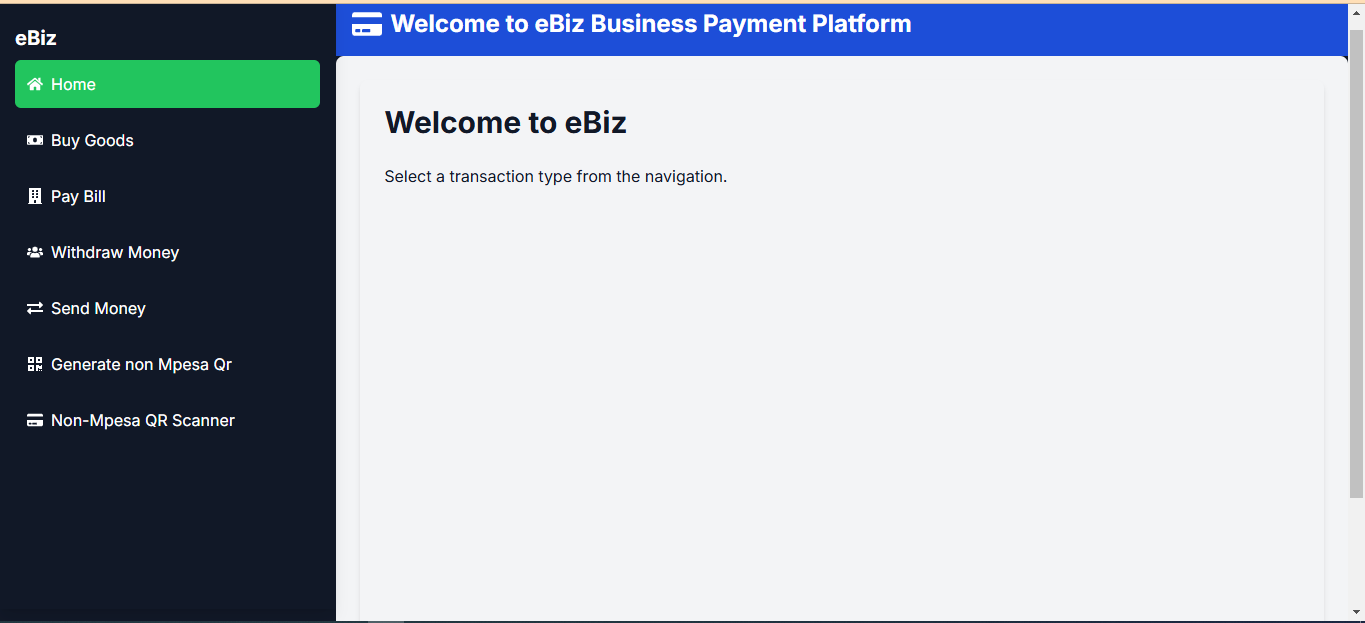 eBiz
Home
Buy Goods
Pay Bill
Withdraw Money
Send Money
Generate non Mpesa Qr
Non-Mpesa QR Scanner
Welcome to eBiz Business Payment Platform
Welcome to eBiz
Select a transaction type from the navigation.